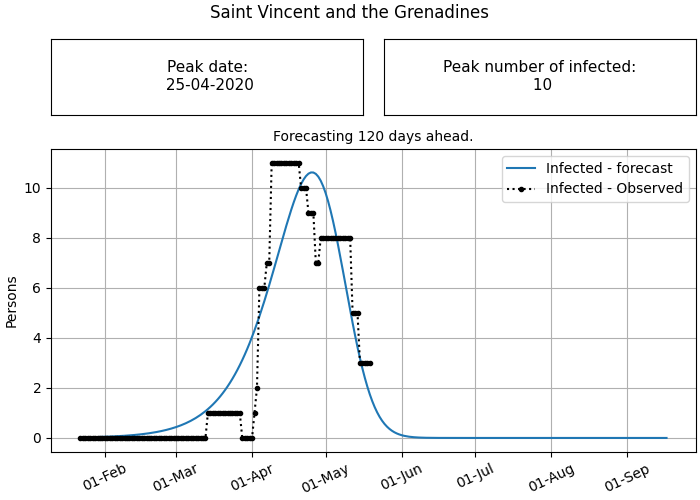 Saint Vincent and the Grenadines
Peak date:
25-04-2020
Peak number of infected:
10
Forecasting 120 days ahead.
Infected - forecast
Infected - Observed
Persons
10
8
6
4
2
0
01-Feb
01-Mar
01-Apr
01-May
01-Jun
01-Jul
01-Aug
01-Sep